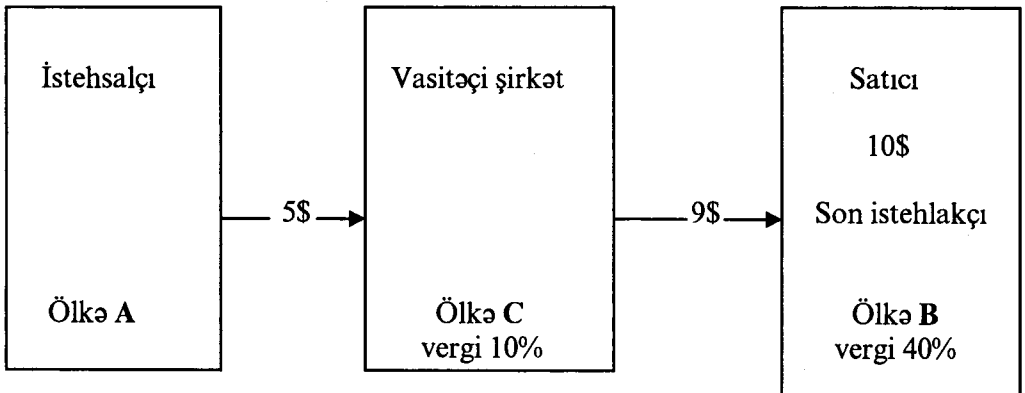 İstehsalçı
Ölkə A
5$
Vasitəçi şirkət
Ölkə C
vergi 10%
9$
Satıcı
10$
Son istehlakçı
Ölkə B
vergi 40%